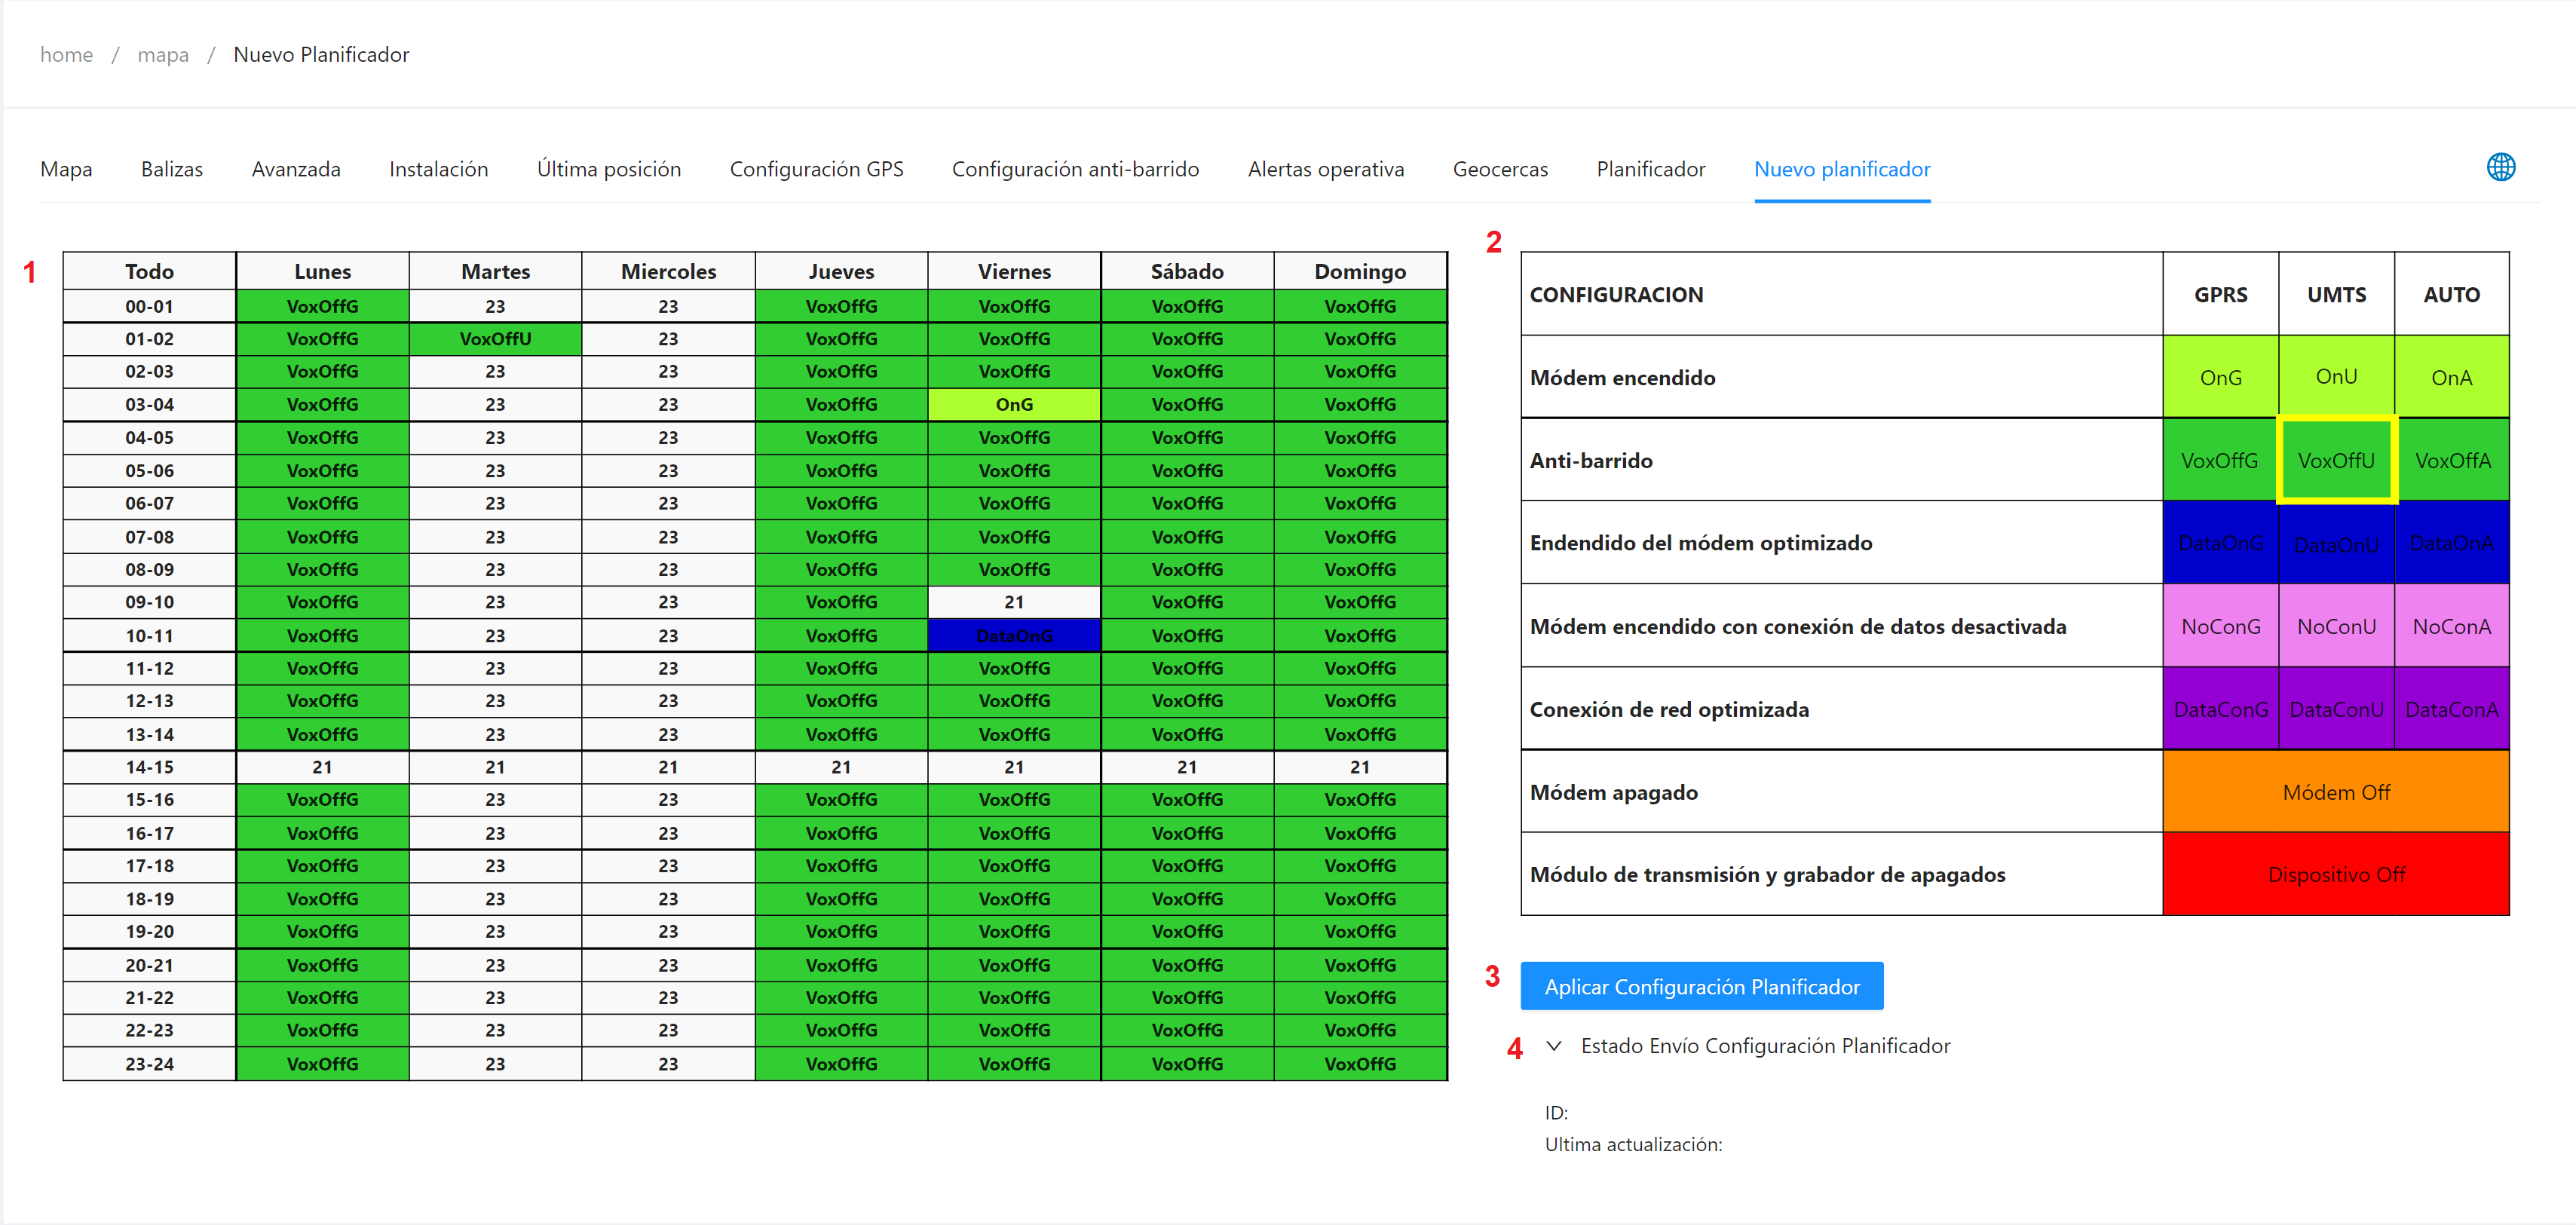 home / mapa / Nuevo Planificador
Mapa Balizas Avanzada Instalación Última posición Configuración GPS Configuración anti-barrido Alertas operativa Geocercas Planificador Nuevo planificador
1
Todo Lunes Martes Miercoles Jueves Viernes Sábado Domingo
00-01 VoxOffG 23 23 VoxOffG VoxOffG VoxOffG VoxOffG
01-02 VoxOffG VoxOffU 23 VoxOffG VoxOffG VoxOffG VoxOffG
02-03 VoxOffG 23 23 VoxOffG VoxOffG VoxOffG VoxOffG
03-04 VoxOffG 23 23 VoxOffG OnG VoxOffG VoxOffG
04-05 VoxOffG 23 23 VoxOffG VoxOffG VoxOffG VoxOffG
05-06 VoxOffG 23 23 VoxOffG VoxOffG VoxOffG VoxOffG
06-07 VoxOffG 23 23 VoxOffG VoxOffG VoxOffG VoxOffG
07-08 VoxOffG 23 23 VoxOffG VoxOffG VoxOffG VoxOffG
08-09 VoxOffG 23 23 VoxOffG VoxOffG VoxOffG VoxOffG
09-10 VoxOffG 23 23 VoxOffG 21 VoxOffG VoxOffG
10-11 VoxOffG 23 23 VoxOffG DataOnG VoxOffG VoxOffG
11-12 VoxOffG 23 23 VoxOffG VoxOffG VoxOffG VoxOffG
12-13 VoxOffG 23 23 VoxOffG VoxOffG VoxOffG VoxOffG
13-14 VoxOffG 23 23 VoxOffG VoxOffG VoxOffG VoxOffG
14-15 21 21 21 21 21 21 21
15-16 VoxOffG 23 23 VoxOffG VoxOffG VoxOffG VoxOffG
16-17 VoxOffG 23 23 VoxOffG VoxOffG VoxOffG VoxOffG
17-18 VoxOffG 23 23 VoxOffG VoxOffG VoxOffG VoxOffG
18-19 VoxOffG 23 23 VoxOffG VoxOffG VoxOffG VoxOffG
19-20 VoxOffG 23 23 VoxOffG VoxOffG VoxOffG VoxOffG
20-21 VoxOffG 23 23 VoxOffG VoxOffG VoxOffG VoxOffG
21-22 VoxOffG 23 23 VoxOffG VoxOffG VoxOffG VoxOffG
22-23 VoxOffG 23 23 VoxOffG VoxOffG VoxOffG VoxOffG
23-24 VoxOffG 23 23 VoxOffG VoxOffG VoxOffG VoxOffG
2
CONFIGURACION GPRS UMTS AUTO
Módem encendido OnG OnU OnA
Anti-barrido VoxOffG VoxOffU VoxOffA
Endendido del módem optimizado DataOnG DataOnU DataOnA
Módem encendido con conexión de datos desactivada NoConG NoConU NoConA
Conexión de red optimizada DataConG DataConU DataConA
Módem apagado Módem Off
Módulo de transmisión y grabador de apagados Dispositivo Off
3 Aplicar Configuración Planificador
4 Estado Envío Configuración Planificador
ID:
Ultima actualización: